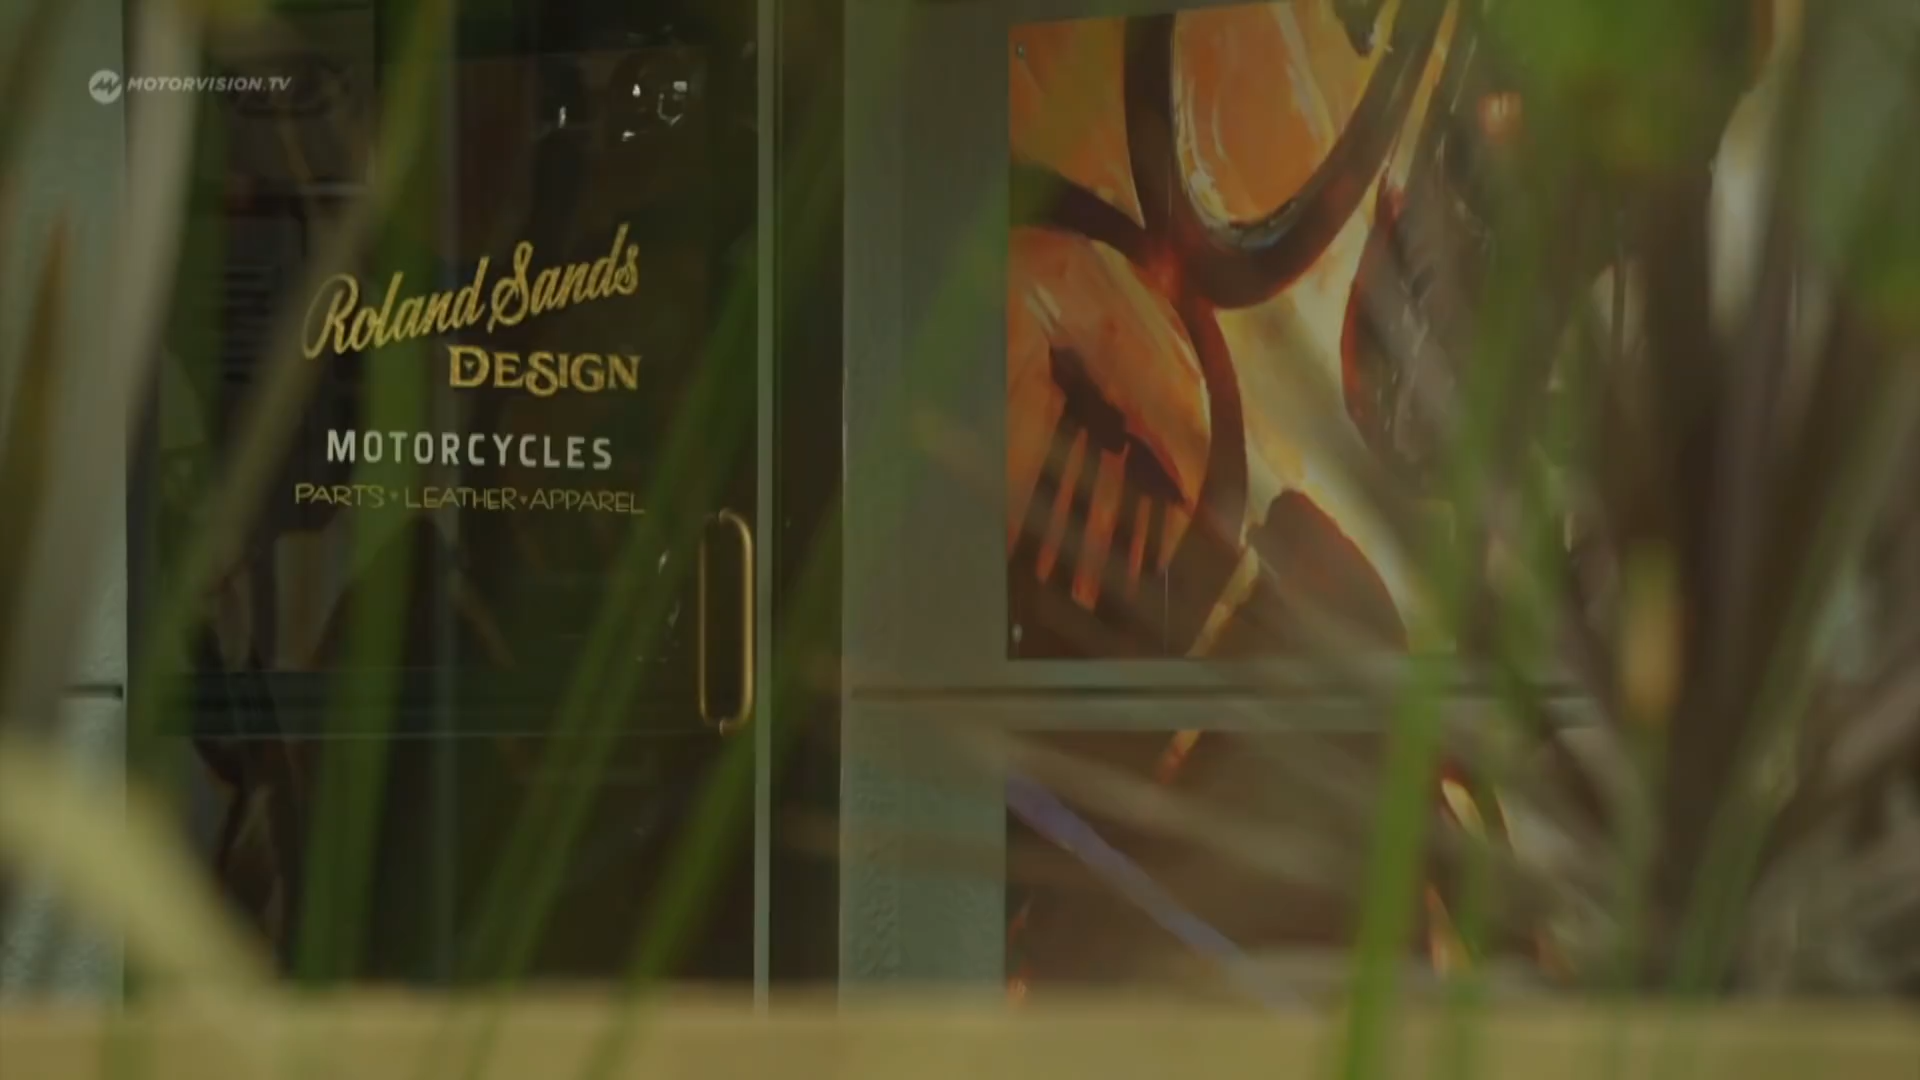 MOTORVISION.TV
Roland Sands
DESIGN
MOTORCYCLES
PARTS • LEATHER • APPAREL